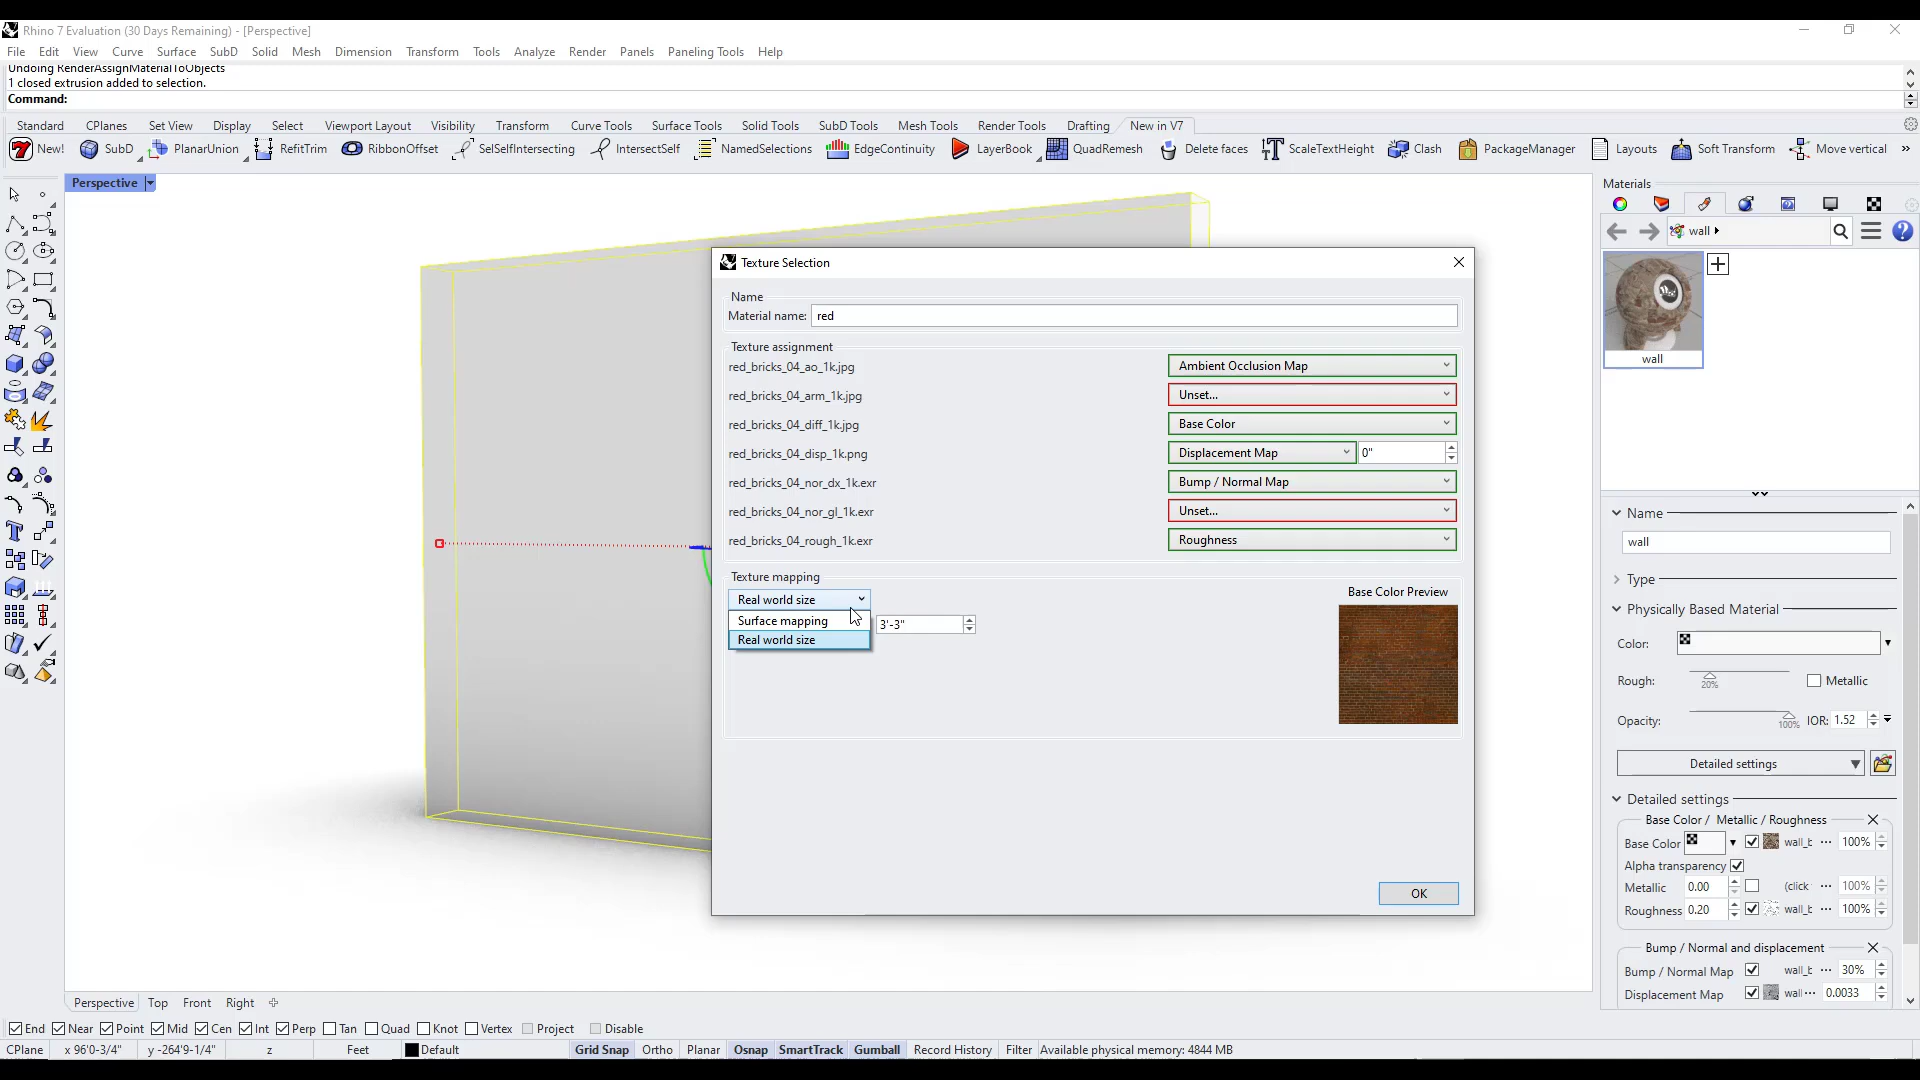 Rhino 7 Evaluation (30 Days Remaining) - [Perspective]
File Edit View Curve Surface SubD Solid Mesh Dimension Transform Tools Analyze Render Panels Paneling Tools Help
Undoing RenderAssignMaterialToObjects
1 closed extrusion added to selection.
Command:
Standard CPlanes Set View Display Select Viewport Layout Visibility Transform Curve Tools Surface Tools Solid Tools SubD Tools Mesh Tools Render Tools Drafting New in V7
7 New! SubD PlanarUnion RefitTrim RibbonOffset SelSelfIntersecting IntersectSelf NamedSelections EdgeContinuity LayerBook QuadRemesh Delete faces ScaleTextHeight Clash PackageManager Layouts Soft Transform Move vertical »
Perspective
Texture Selection
Name
Material name: red
Texture assignment
red_bricks_04_ao_1k.jpg Ambient Occlusion Map
red_bricks_04_arm_1k.jpg Unset...
red_bricks_04_diff_1k.jpg Base Color
red_bricks_04_disp_1k.png Displacement Map 0"
red_bricks_04_nor_dx_1k.exr Bump / Normal Map
red_bricks_04_nor_gl_1k.exr Unset...
red_bricks_04_rough_1k.exr Roughness
Texture mapping
Real world size
Surface mapping
Real world size
3'-3"
Base Color Preview
OK
Materials
wall
wall
Name
wall
Type
Physically Based Material
Color:
Rough: 20% Metallic
Opacity: 100% IOR: 1.52
Detailed settings
Detailed settings
Base Color / Metallic / Roughness
Base Color wall_b ··· 100%
Alpha transparency
Metallic 0.00 (click ··· 100%
Roughness 0.20 wall_b ··· 100%
Bump / Normal and displacement
Bump / Normal Map wall_b ··· 30%
Displacement Map wall ··· 0.0033
Perspective Top Front Right
End Near Point Mid Cen Int Perp Tan Quad Knot Vertex Project Disable
CPlane x 96'0-3/4" y -264'9-1/4" z Feet Default Grid Snap Ortho Planar Osnap SmartTrack Gumball Record History Filter Available physical memory: 4844 MB